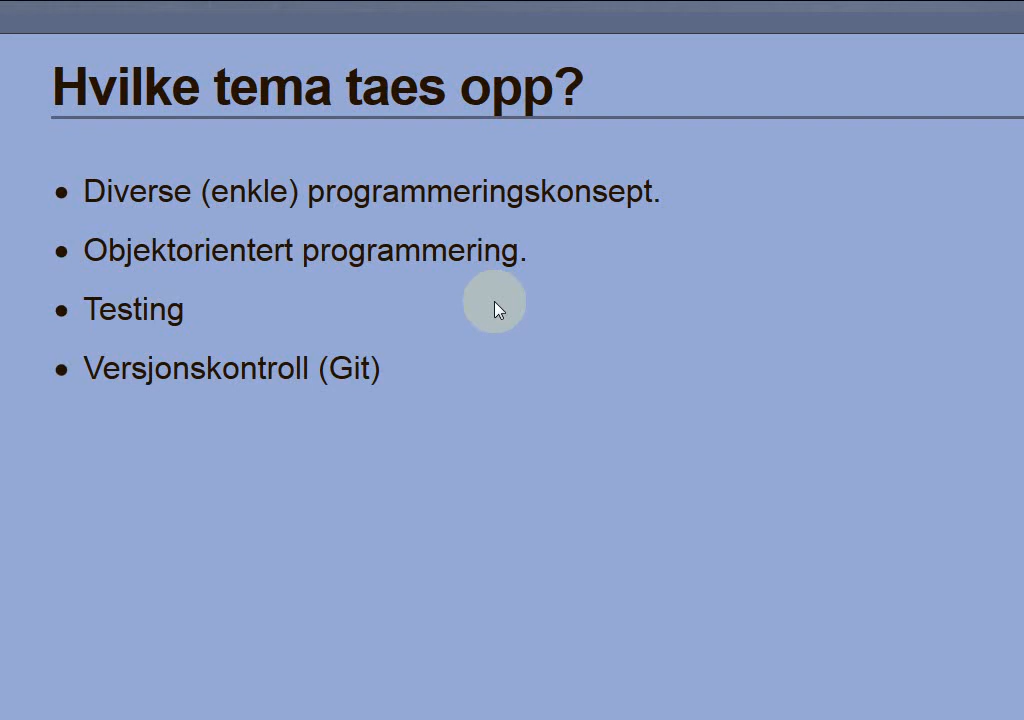 Hvilke tema taes opp?
• Diverse (enkle) programmeringskonsept.
• Objektorientert programmering.
• Testing
• Versjonskontroll (Git)